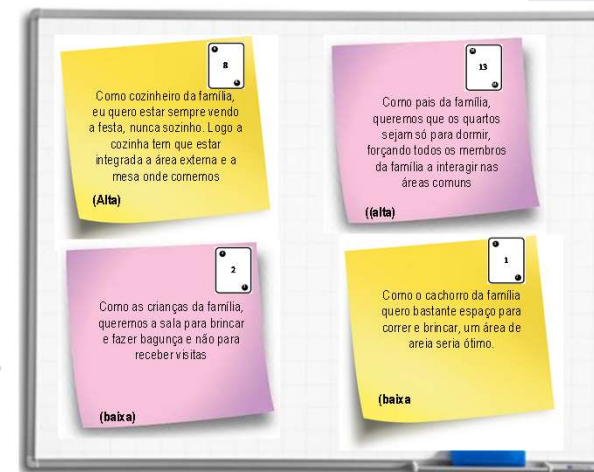 8
Como cozinheiro da família,
eu quero estar sempre vendo
a festa, nunca sozinho. Logo a
cozinha tem que estar
integrada a área externa e a
mesa onde comemos
(Alta)
13
Como pais da família,
queremos que os quartos
sejam só para dormir,
forçando todos os membros
da família a interagir nas
áreas comuns
((alta)
2
Como as crianças da família,
queremos a sala para brincar
e fazer bagunça e não para
receber visitas
(baixa)
1
Como o cachorro da família
quero bastante espaço para
correr e brincar, um área de
areia seria ótimo.
(baixa